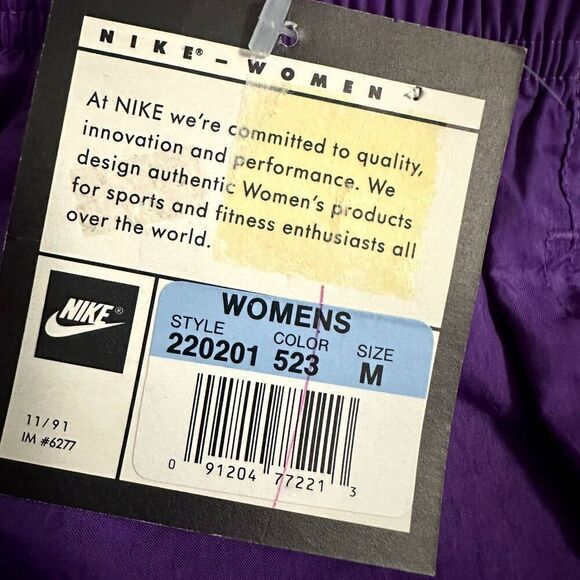 NIKE® – WOMEN
At NIKE we're committed to quality,
innovation and performance. We
design authentic Women's products
for sports and fitness enthusiasts all
over the world.
NIKE®
WOMENS
STYLE COLOR SIZE
220201 523 M
11/91
IM #6277
0 91204 77221 3